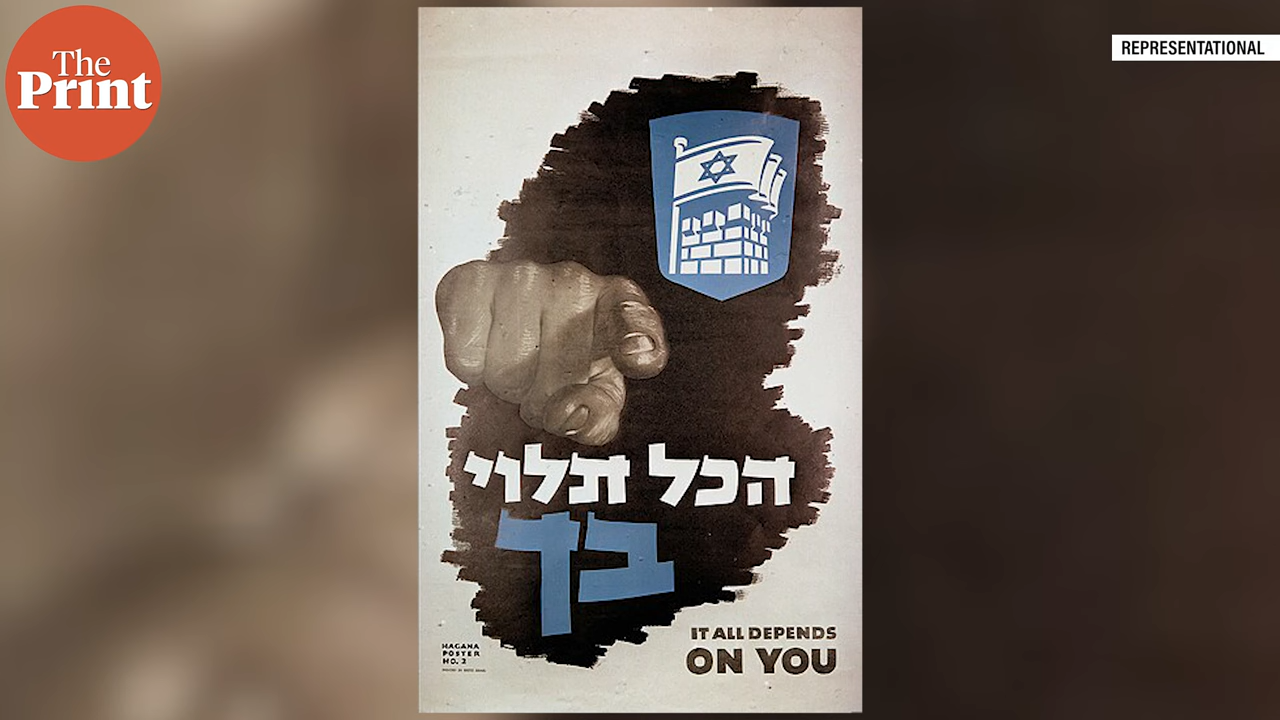 The
Print
REPRESENTATIONAL
הכל תלוי
בך
HAGANA
POSTER
NO. 2
IT ALL DEPENDS
ON YOU